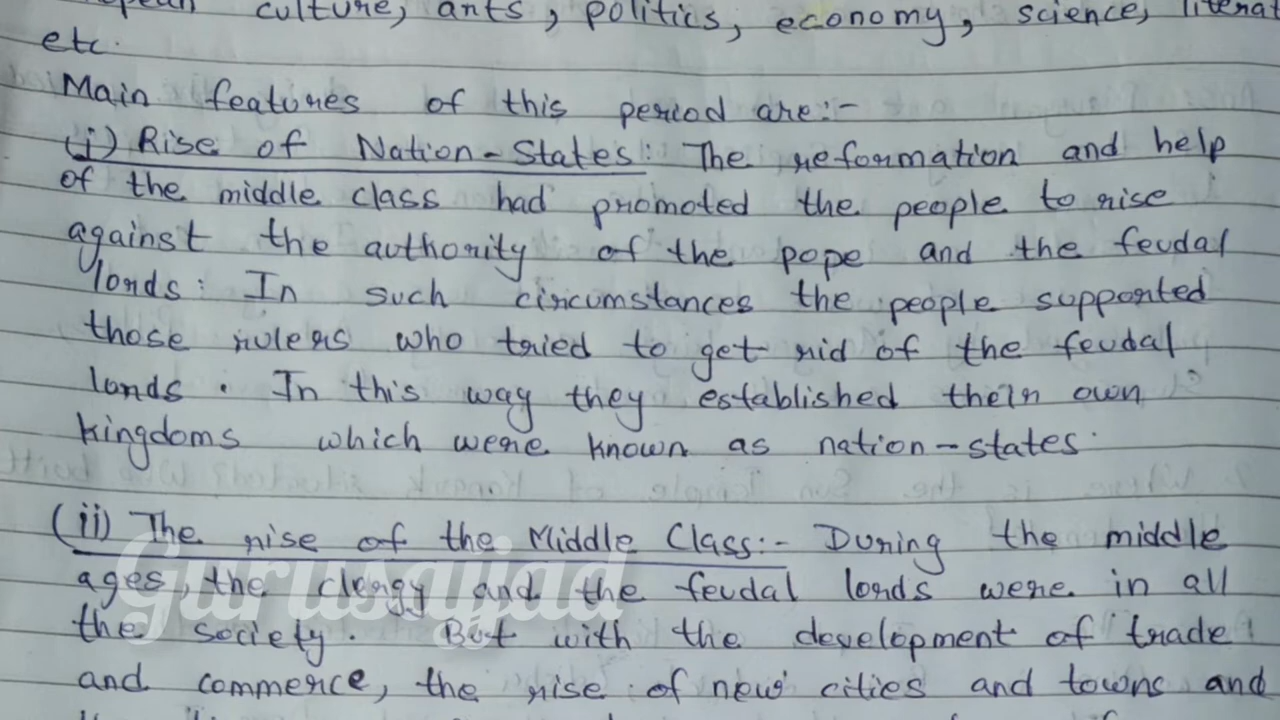 culture, arts, politics, economy, science,
etc.
Main features of this period are:-
(i) Rise of Nation-States: The reformation and help
of the middle class had promoted the people to rise
against the authority of the pope and the feudal
lords: In such circumstances the people supported
those rulers who tried to get rid of the feudal
lords. In this way they established their own
kingdoms which were known as nation-states.
(ii) The rise of the Middle Class:- During the middle
ages, the clergy and the feudal lords were in all
the society. But with the development of trade
and commerce, the rise of new cities and towns and
Gurusajjad